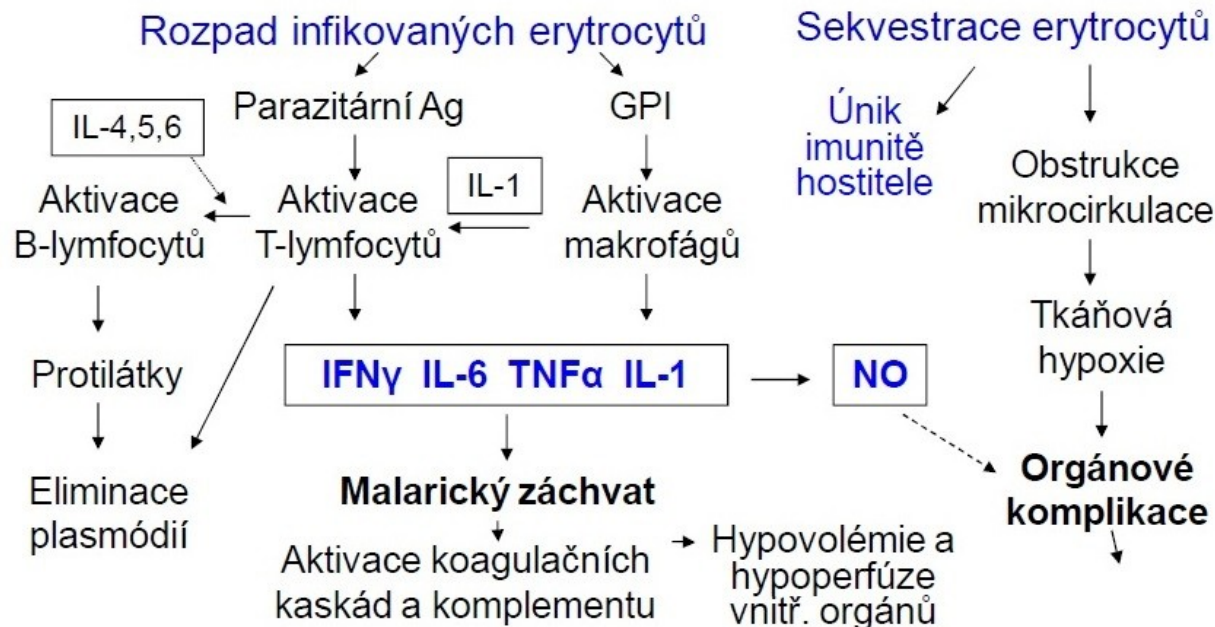 Rozpad infikovaných erytrocytů
Sekvestrace erytrocytů
Parazitární Ag
GPI
Únik
imunitě
hostitele
IL-4,5,6
IL-1
Obstrukce
mikrocirkulace
Aktivace
B-lymfocytů
Aktivace
T-lymfocytů
Aktivace
makrofágů
Tkáňová
hypoxie
Protilátky
IFNγ IL-6 TNFα IL-1
NO
Orgánové
komplikace
Eliminace
plasmódií
Malarický záchvat
Aktivace koagulačních
kaskád a komplementu
Hypovolémie a
hypoperfúze
vnitř. orgánů